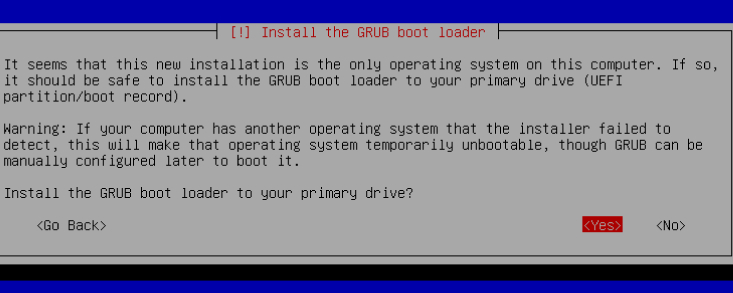 [!] Install the GRUB boot loader
It seems that this new installation is the only operating system on this computer. If so,
it should be safe to install the GRUB boot loader to your primary drive (UEFI
partition/boot record).
Warning: If your computer has another operating system that the installer failed to
detect, this will make that operating system temporarily unbootable, though GRUB can be
manually configured later to boot it.
Install the GRUB boot loader to your primary drive?
<Go Back> <Yes> <No>